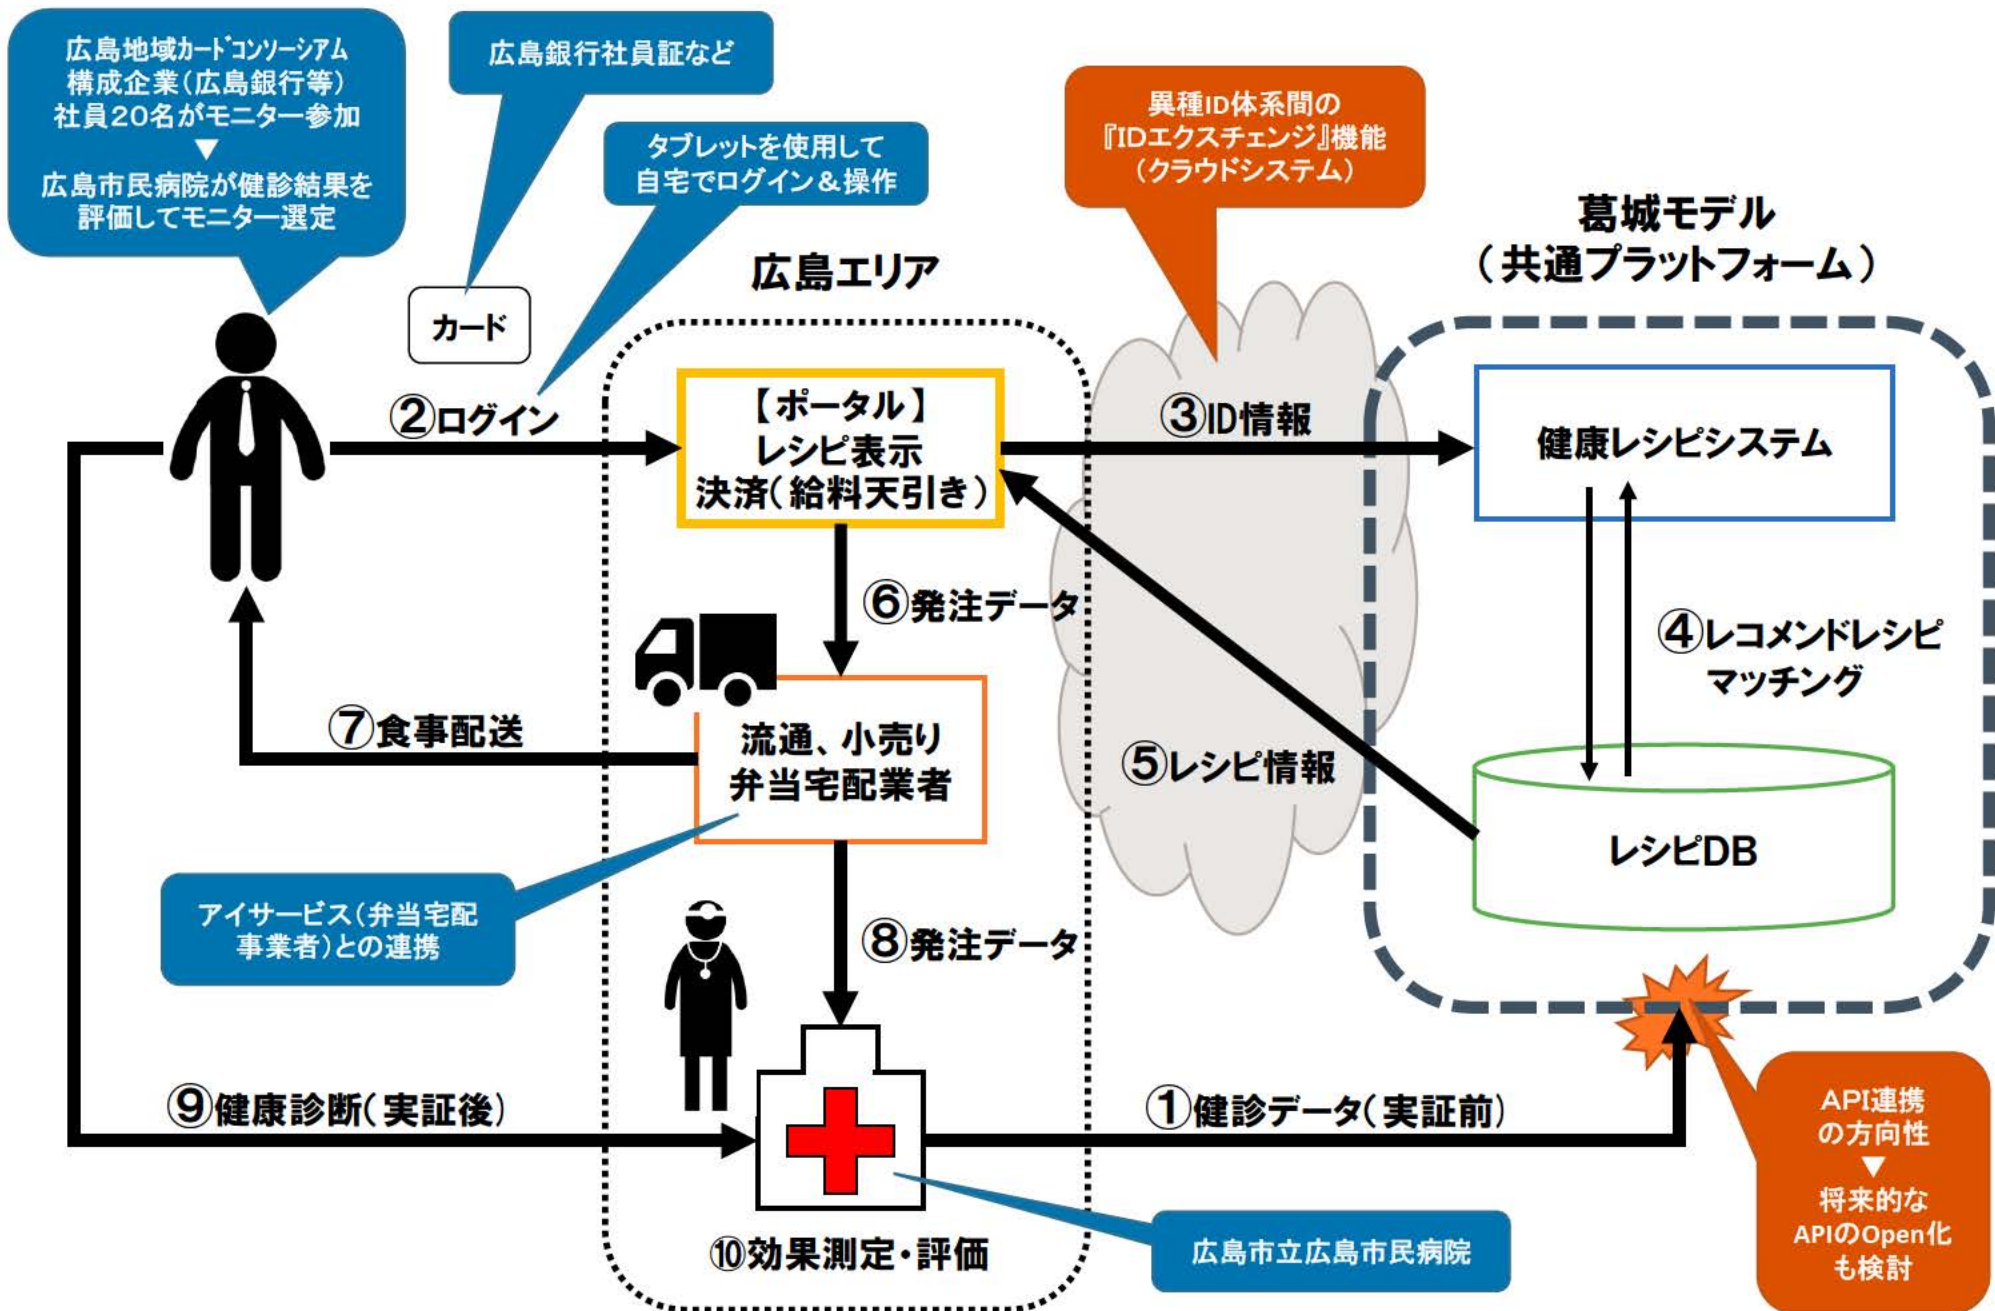 広島地域カードコンソーシアム
構成企業(広島銀行等)
社員20名がモニター参加
▼
広島市民病院が健診結果を
評価してモニター選定
広島銀行社員証など
タブレットを使用して
自宅でログイン&操作
異種ID体系間の
『IDエクスチェンジ』機能
(クラウドシステム)
葛城モデル
(共通プラットフォーム)
広島エリア
カード
②ログイン
【ポータル】
レシピ表示
決済(給料天引き)
③ID情報
健康レシピシステム
⑥発注データ
④レコメンドレシピ
マッチング
⑦食事配送
流通、小売り
弁当宅配業者
⑤レシピ情報
レシピDB
アイサービス(弁当宅配
事業者)との連携
⑧発注データ
⑨健康診断(実証後)
①健診データ(実証前)
API連携
の方向性
▼
将来的な
APIのOpen化
も検討
⑩効果測定・評価
広島市立広島市民病院